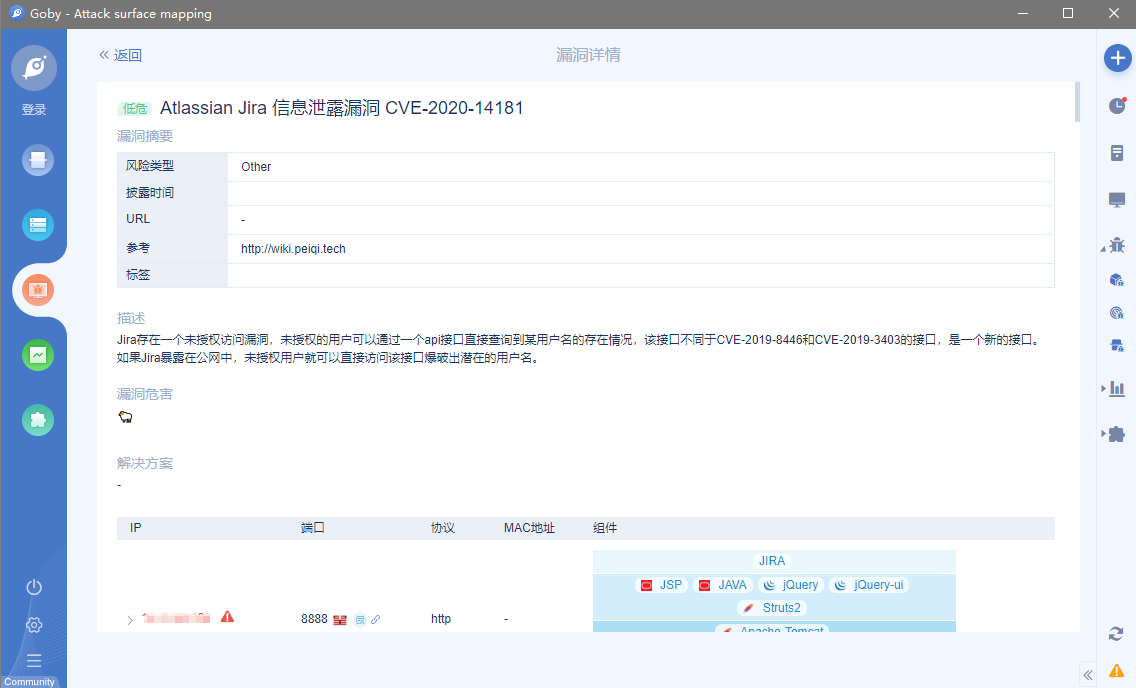 Goby - Attack surface mapping
« 返回
漏洞详情
登录
低危 Atlassian Jira 信息泄露漏洞 CVE-2020-14181
漏洞摘要
风险类型 Other
披露时间
URL -
参考 http://wiki.peiqi.tech
标签
描述
Jira存在一个未授权访问漏洞，未授权的用户可以通过一个api接口直接查询到某用户名的存在情况，该接口不同于CVE-2019-8446和CVE-2019-3403的接口，是一个新的接口。
如果Jira暴露在公网中，未授权用户就可以直接访问该接口爆破出潜在的用户名。
漏洞危害
解决方案
-
IP 端口 协议 MAC地址 组件
JIRA
JSP JAVA jQuery jQuery-ui
Struts2
8888 http -
Apache-Tomcat
Community